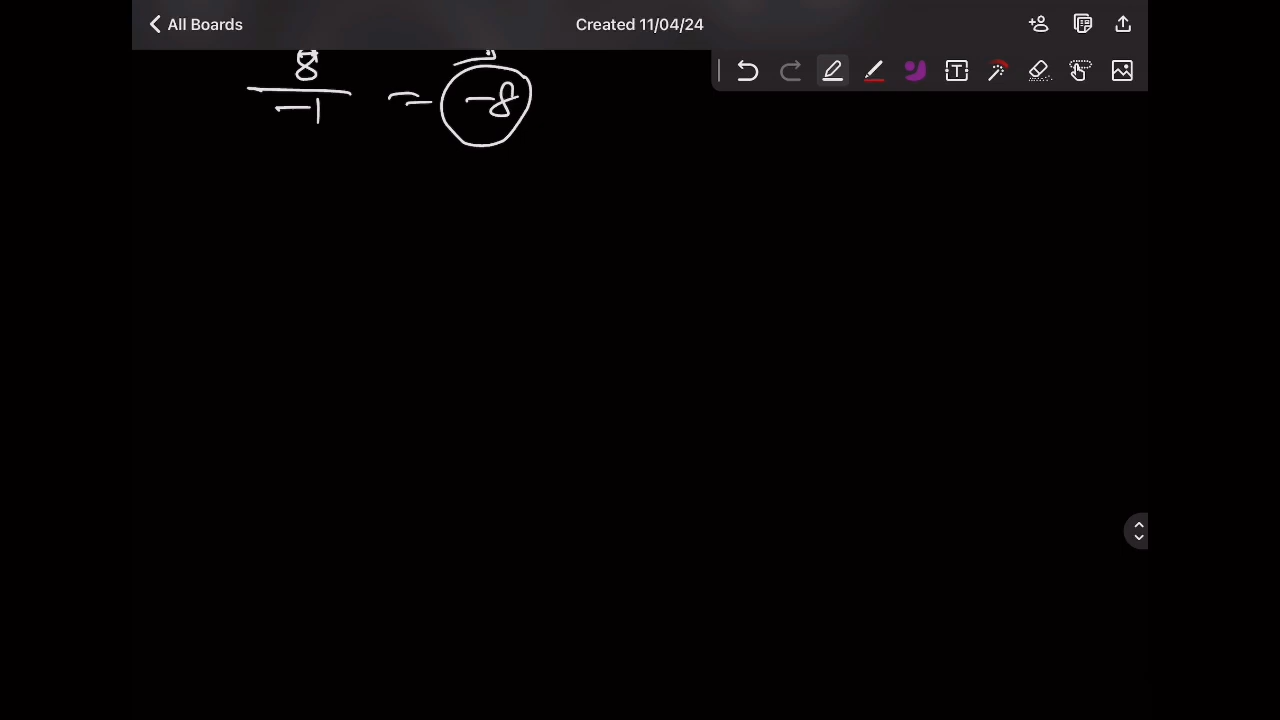 All Boards
Created 11/04/24
8
— = -8
-1